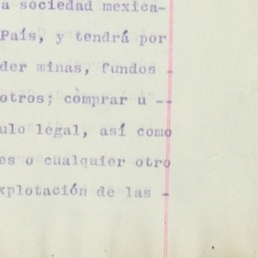 a sociedad mexica-
País, y tendrá por
der minas, fundos -
otros; còmprar u --
ulo legal, así como
es o cualquier otro
xplotación de las -